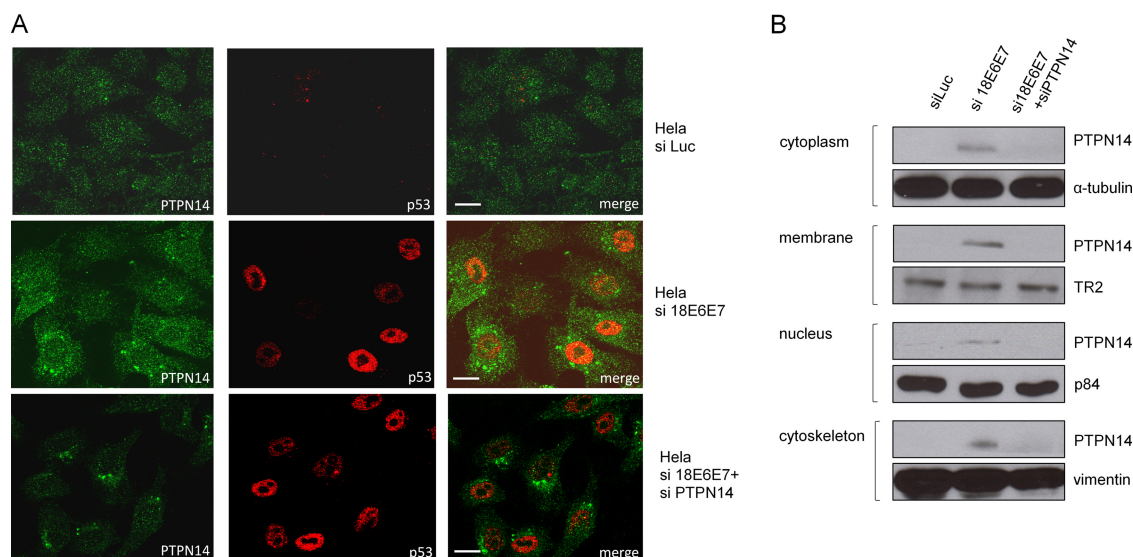 A
PTPN14
p53
merge
Hela
si Luc
PTPN14
p53
merge
Hela
si 18E6E7
PTPN14
p53
merge
Hela
si 18E6E7+
si PTPN14
B
siLuc
si 18E6E7
si18E6E7
+siPTPN14
cytoplasm
PTPN14
α-tubulin
membrane
PTPN14
TR2
nucleus
PTPN14
p84
cytoskeleton
PTPN14
vimentin